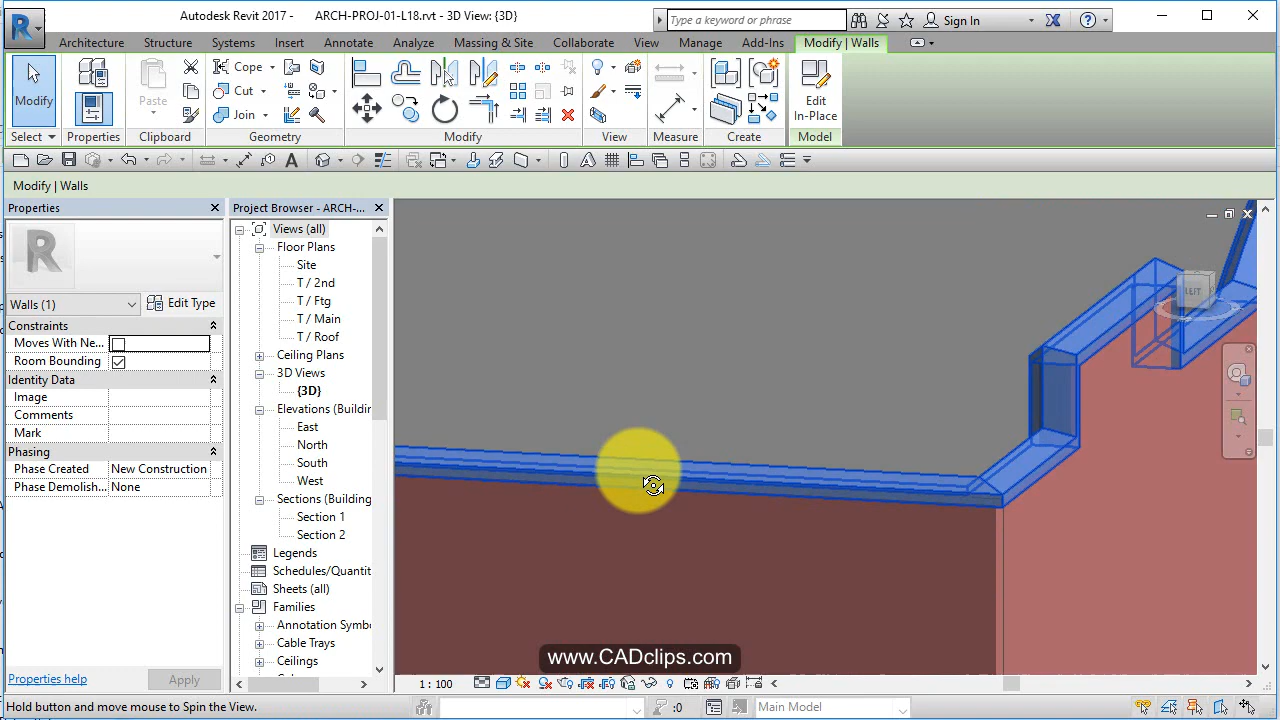 Autodesk Revit 2017 - ARCH-PROJ-01-L18.rvt - 3D View: {3D}
Type a keyword or phrase
Sign In
Architecture Structure Systems Insert Annotate Analyze Massing & Site Collaborate View Manage Add-Ins Modify | Walls
Modify
Paste
Cope
Cut
Join
Edit
In-Place
Select Properties Clipboard Geometry Modify View Measure Create Model
Modify | Walls
Properties
Walls (1)
Edit Type
Constraints
Moves With Ne...
Room Bounding
Identity Data
Image
Comments
Mark
Phasing
Phase Created New Construction
Phase Demolish... None
Properties help
Apply
Project Browser - ARCH-...
Views (all)
Floor Plans
Site
T / 2nd
T / Ftg
T / Main
T / Roof
Ceiling Plans
3D Views
{3D}
Elevations (Building
East
North
South
West
Sections (Building
Section 1
Section 2
Legends
Schedules/Quantit
Sheets (all)
Families
Annotation Symb
Cable Trays
Ceilings
LEFT
www.CADclips.com
1 : 100
Hold button and move mouse to Spin the View.
:0
Main Model